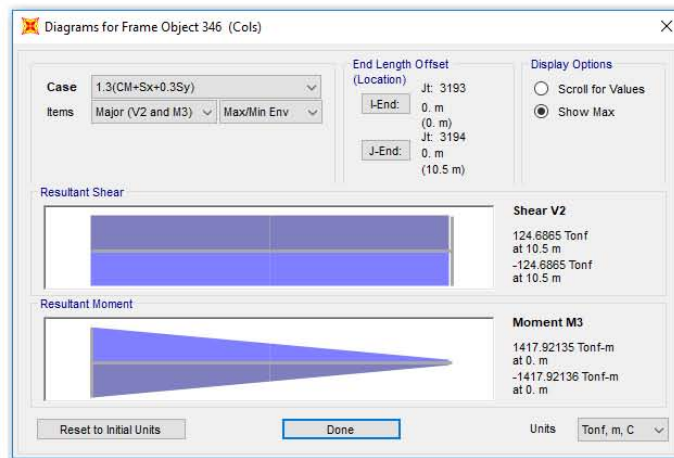 Diagrams for Frame Object 346 (Cols)
Case 1.3(CM+Sx+0.3Sy)
Items Major (V2 and M3) Max/Min Env
End Length Offset
(Location)
I-End:
Jt: 3193
0. m
(0. m)
J-End:
Jt: 3194
0. m
(10.5 m)
Display Options
Scroll for Values
Show Max
Resultant Shear
Shear V2
124.6865 Tonf
at 10.5 m
-124.6865 Tonf
at 10.5 m
Resultant Moment
Moment M3
1417.92135 Tonf-m
at 0. m
-1417.92136 Tonf-m
at 0. m
Reset to Initial Units
Done
Units Tonf, m, C